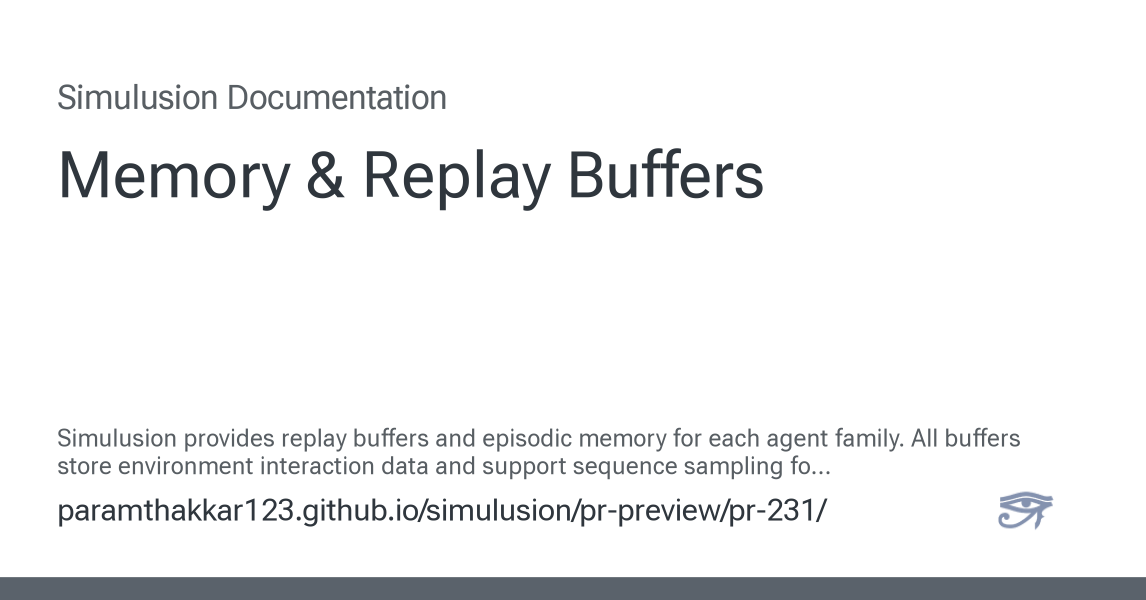 Simulusion Documentation
Memory & Replay Buffers
Simulusion provides replay buffers and episodic memory for each agent family. All buffers
store environment interaction data and support sequence sampling fo...
paramthakkar123.github.io/simulusion/pr-preview/pr-231/